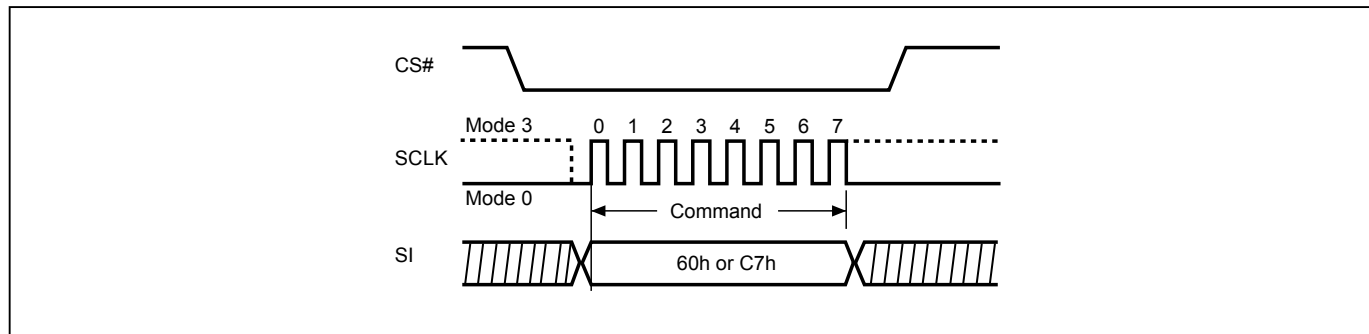 CS#
Mode 3
0 1 2 3 4 5 6 7
SCLK
Mode 0
Command
SI
60h or C7h